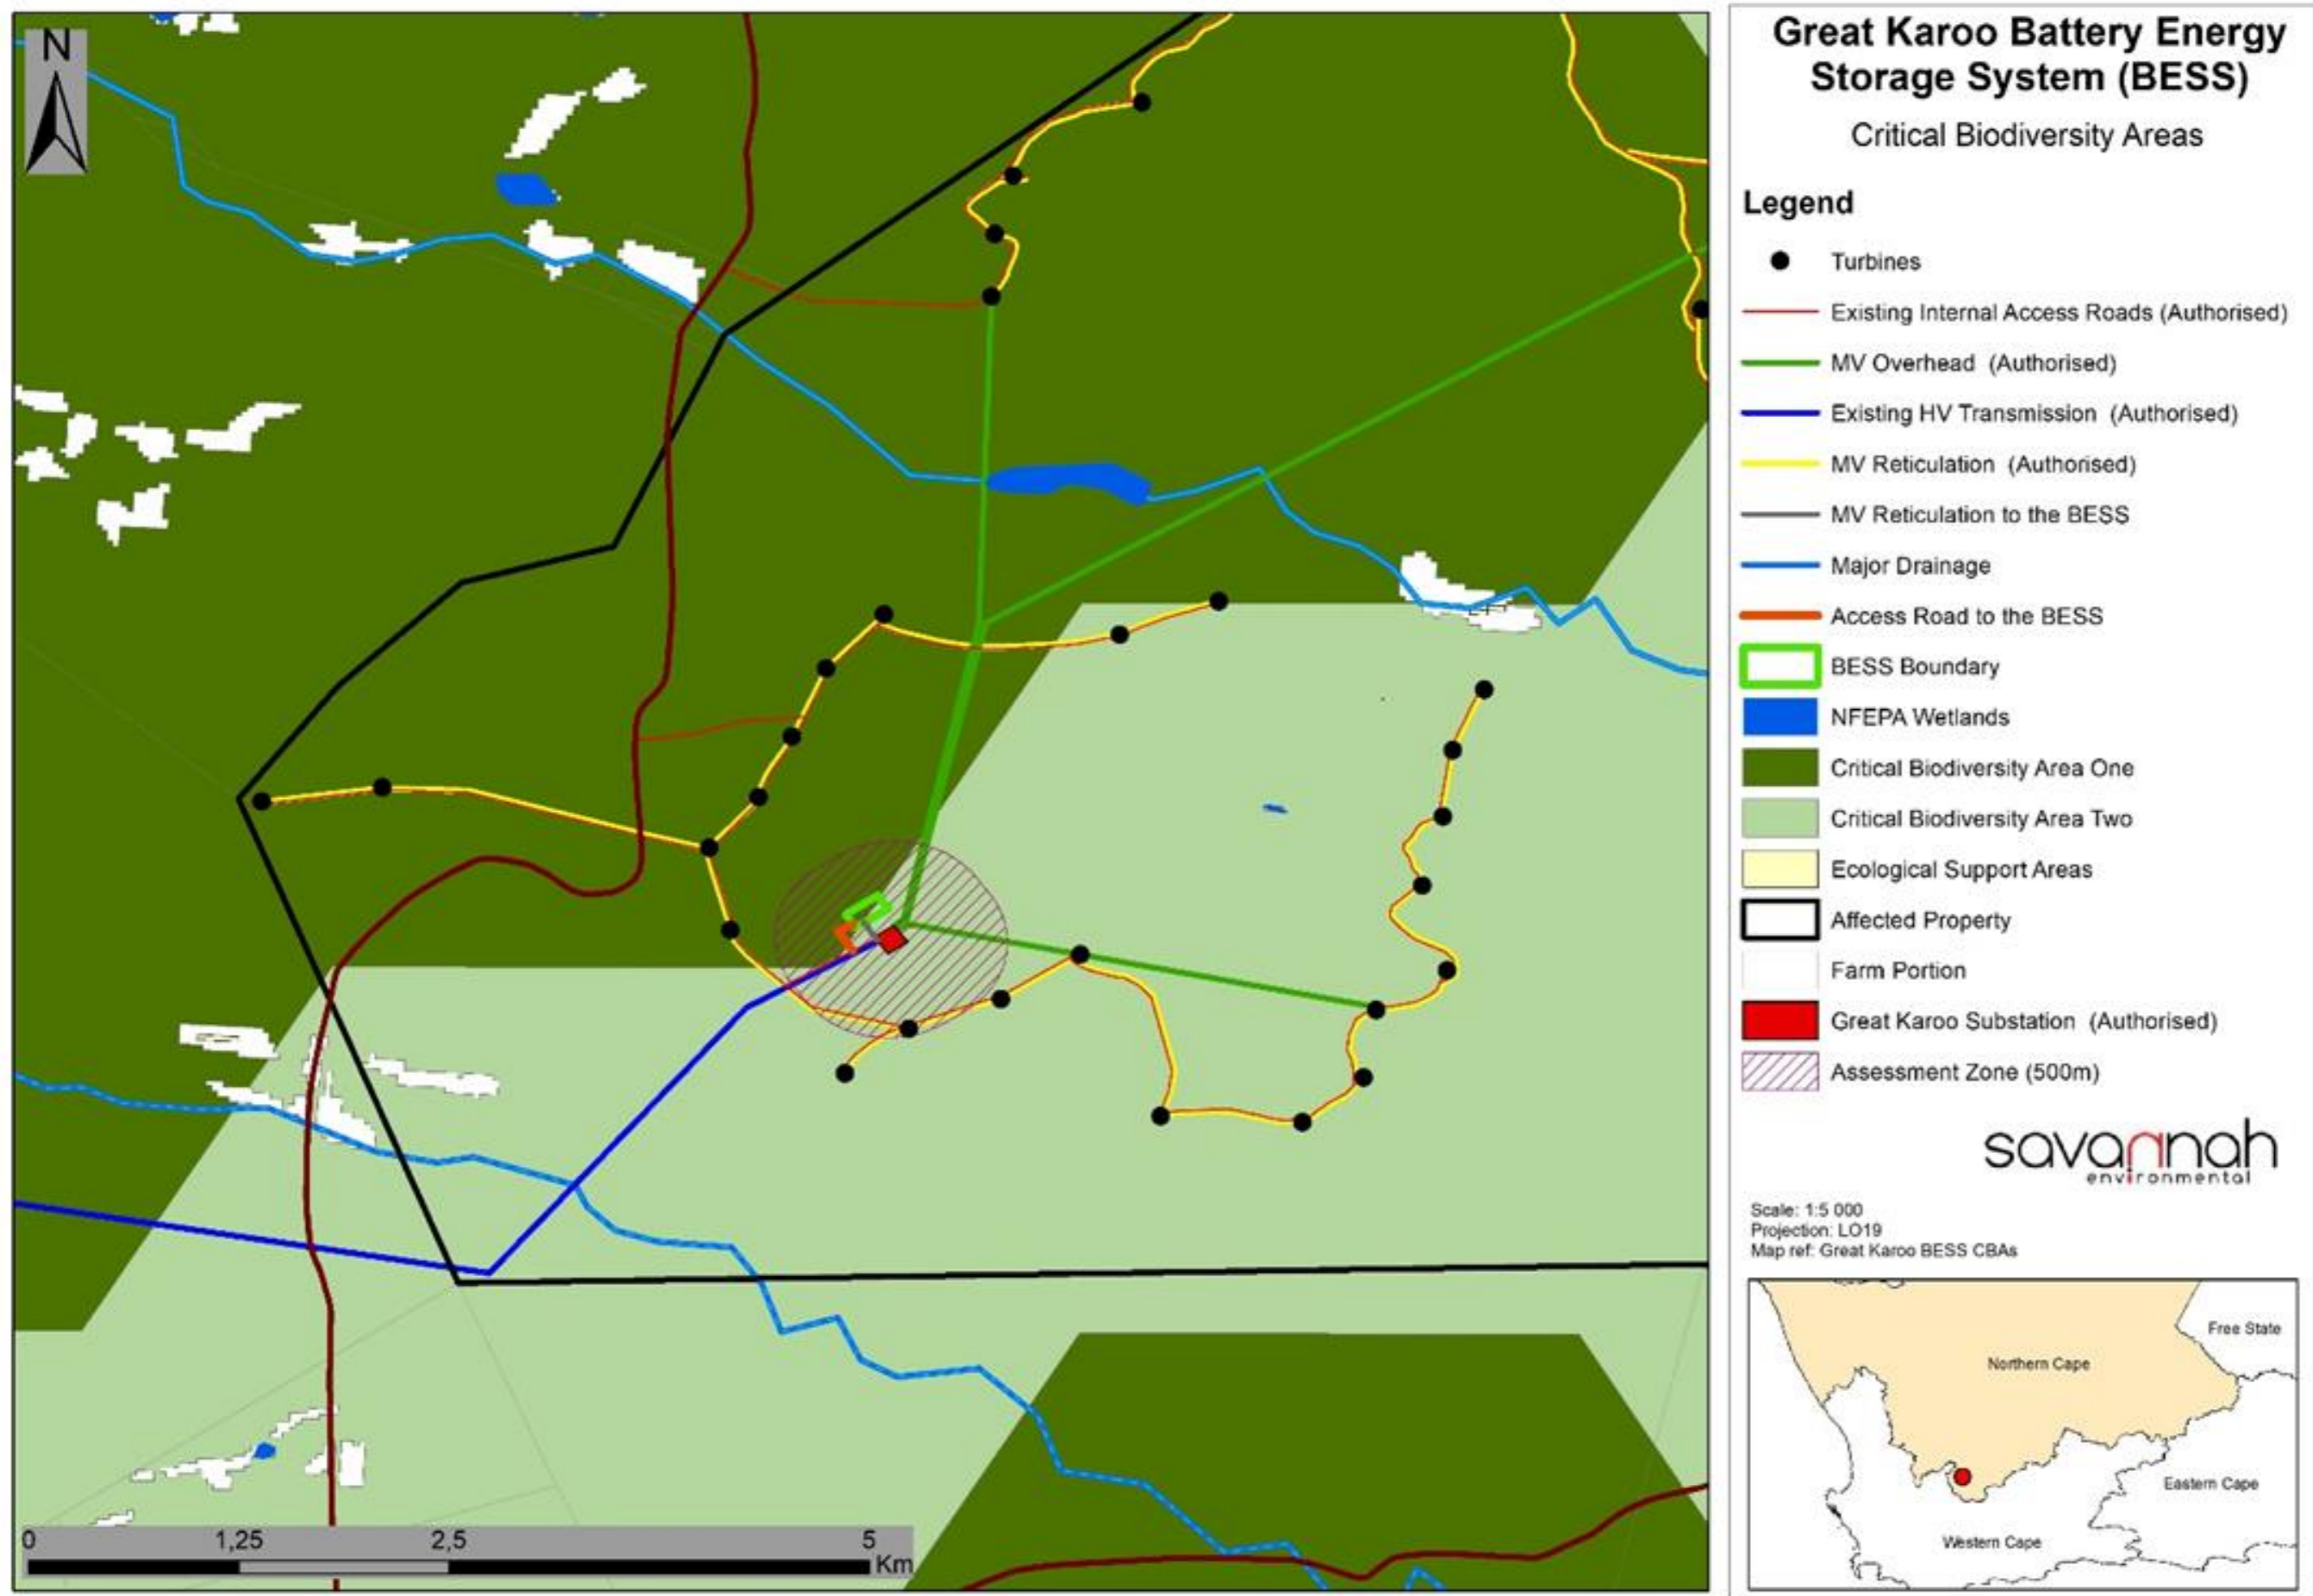 N
0 1,25 2,5 5
Km
Great Karoo Battery Energy
Storage System (BESS)
Critical Biodiversity Areas
Legend
Turbines
Existing Internal Access Roads (Authorised)
MV Overhead (Authorised)
Existing HV Transmission (Authorised)
MV Reticulation (Authorised)
MV Reticulation to the BESS
Major Drainage
Access Road to the BESS
BESS Boundary
NFEPA Wetlands
Critical Biodiversity Area One
Critical Biodiversity Area Two
Ecological Support Areas
Affected Property
Farm Portion
Great Karoo Substation (Authorised)
Assessment Zone (500m)
savannah
environmental
Scale: 1:5 000
Projection: LO19
Map ref: Great Karoo BESS CBAs
Free State
Northern Cape
Eastern Cape
Western Cape